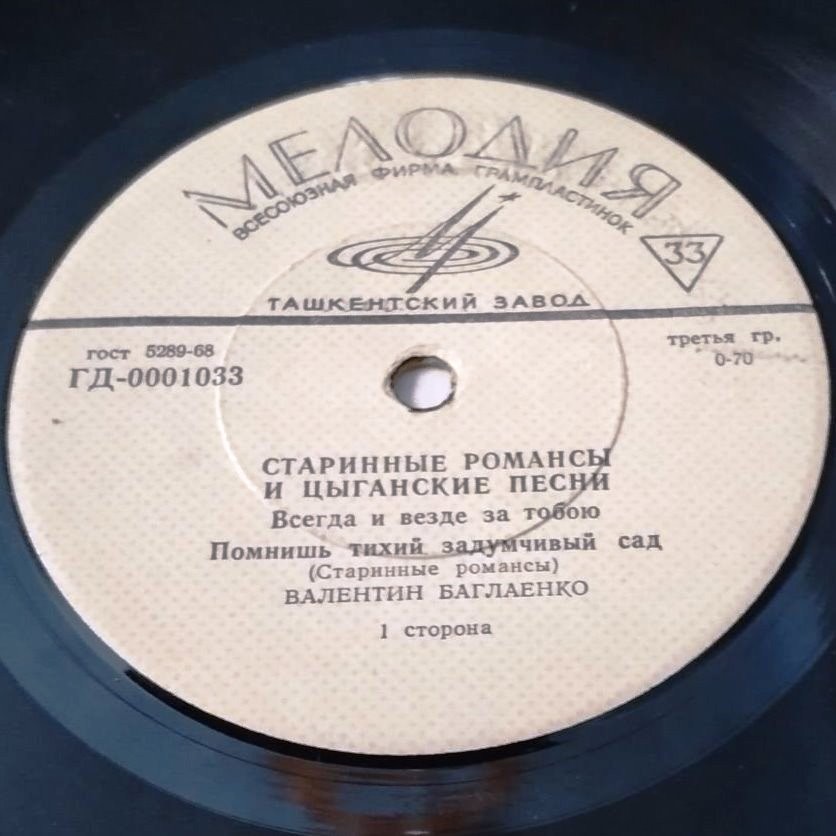 МЕЛОДИЯ
ВСЕСОЮЗНАЯ ФИРМА ГРАМПЛАСТИНОК
33
ТАШКЕНТСКИЙ ЗАВОД
гост 5289-68
третья гр.
ГД-0001033
0-70
СТАРИННЫЕ РОМАНСЫ
И ЦЫГАНСКИЕ ПЕСНИ
Всегда и везде за тобою
Помнишь тихий задумчивый сад
(Старинные романсы)
ВАЛЕНТИН БАГЛАЕНКО
1 сторона